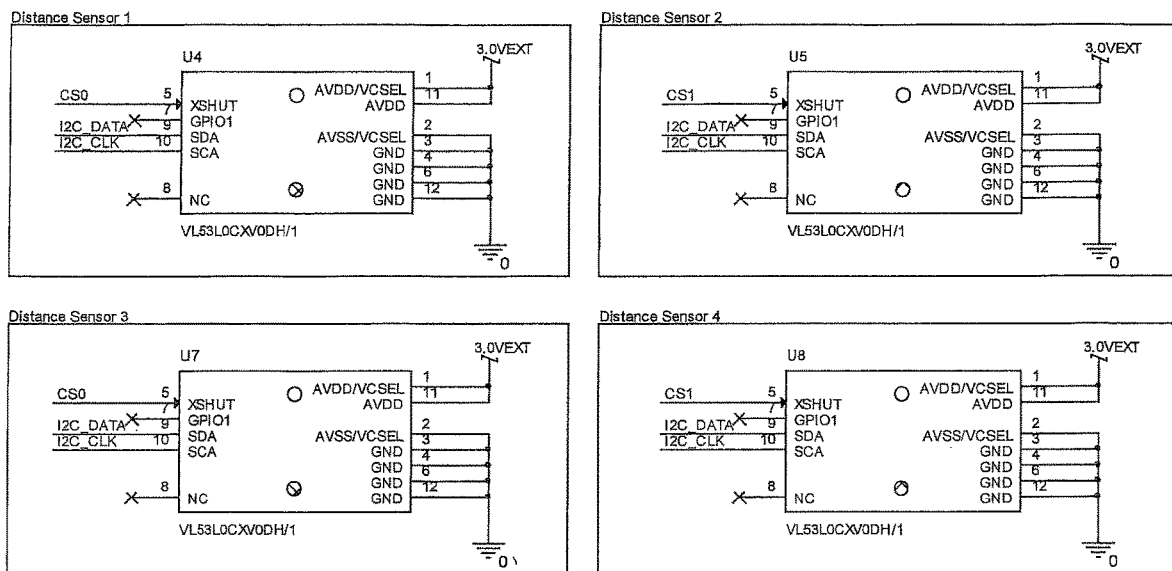 Distance Sensor 1
U4
3.0VEXT
CS0 5 XSHUT AVDD/VCSEL 1
7 GPIO1 AVDD 11
I2C_DATA 9 SDA AVSS/VCSEL 2
I2C_CLK 10 SCA GND 3
GND 4
GND 6
8 NC GND 12
VL53L0CXV0DH/1
0
Distance Sensor 2
U5
3.0VEXT
CS1 5 XSHUT AVDD/VCSEL 1
7 GPIO1 AVDD 11
I2C_DATA 9 SDA AVSS/VCSEL 2
I2C_CLK 10 SCA GND 3
GND 4
GND 6
8 NC GND 12
VL53L0CXV0DH/1
0
Distance Sensor 3
U7
3.0VEXT
CS0 5 XSHUT AVDD/VCSEL 1
7 GPIO1 AVDD 11
I2C_DATA 9 SDA AVSS/VCSEL 2
I2C_CLK 10 SCA GND 3
GND 4
GND 6
8 NC GND 12
VL53L0CXV0DH/1
0
Distance Sensor 4
U8
3.0VEXT
CS1 5 XSHUT AVDD/VCSEL 1
7 GPIO1 AVDD 11
I2C_DATA 9 SDA AVSS/VCSEL 2
I2C_CLK 10 SCA GND 3
GND 4
GND 6
8 NC GND 12
VL53L0CXV0DH/1
0